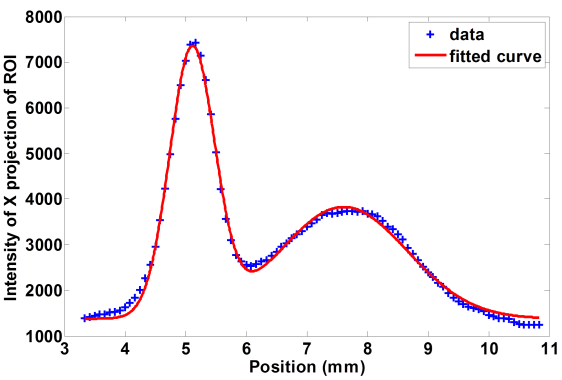 8000
7000
6000
5000
4000
3000
2000
1000
Intensity of X projection of ROI
data
fitted curve
3 4 5 6 7 8 9 10 11
Position (mm)